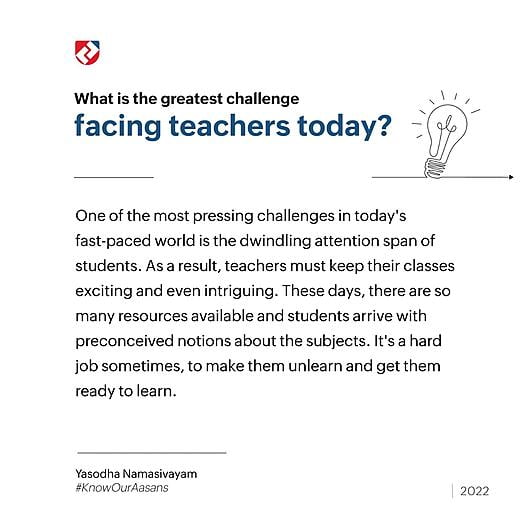 What is the greatest challenge
facing teachers today?
One of the most pressing challenges in today's
fast-paced world is the dwindling attention span of
students. As a result, teachers must keep their classes
exciting and even intriguing. These days, there are so
many resources available and students arrive with
preconceived notions about the subjects. It's a hard
job sometimes, to make them unlearn and get them
ready to learn.
Yasodha Namasivayam
#KnowOurAasans
2022